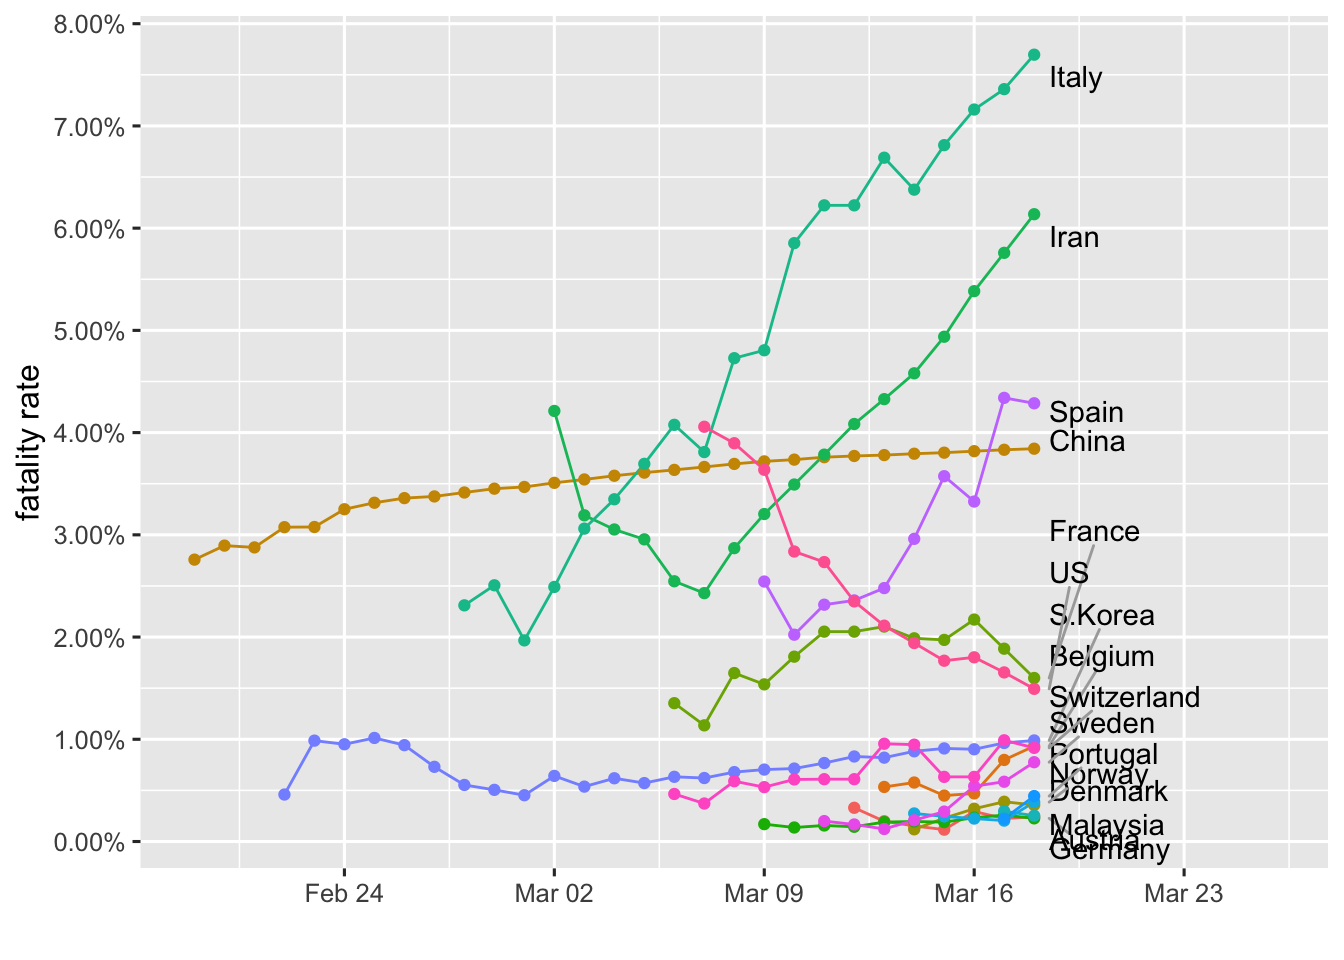 8.00%
7.00%
6.00%
5.00%
4.00%
3.00%
2.00%
1.00%
0.00%
fatality rate
Feb 24
Mar 02
Mar 09
Mar 16
Mar 23
Italy
Iran
Spain
China
France
US
S.Korea
Belgium
Switzerland
Sweden
Portugal
Norway
Denmark
Malaysia
Austria
Germany